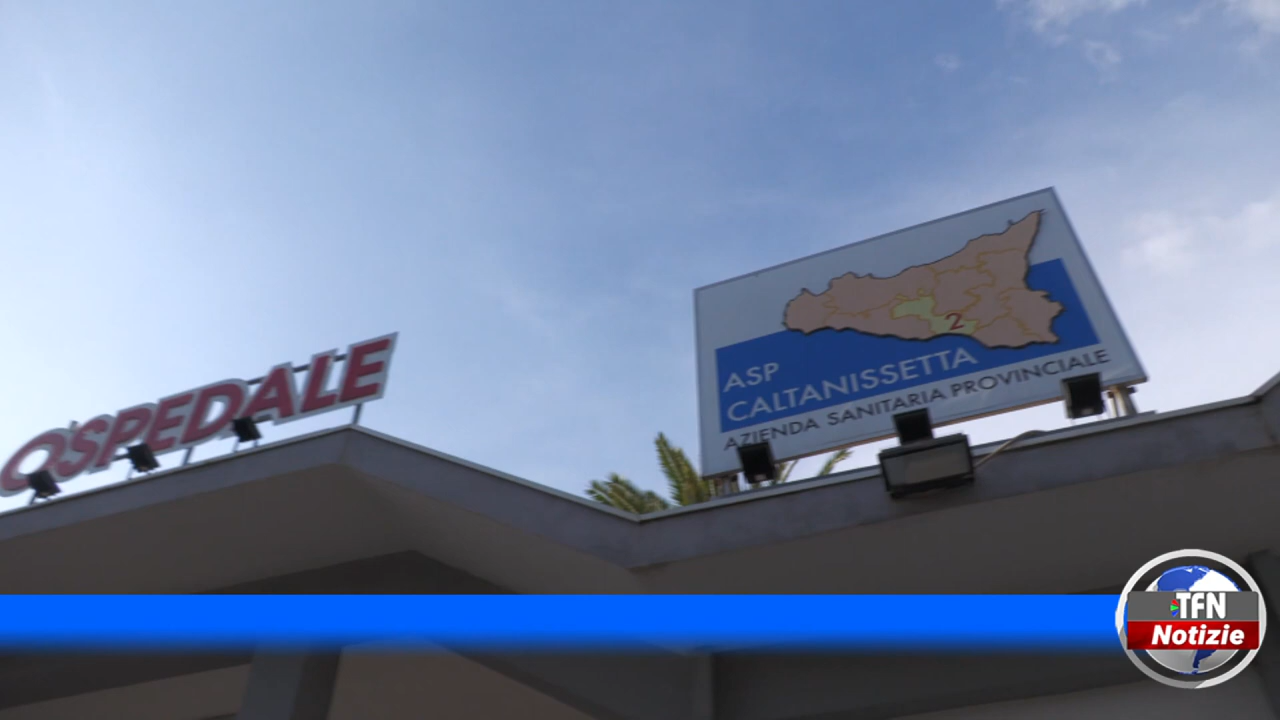 OSPEDALE
2
ASP
CALTANISSETTA
AZIENDA SANITARIA PROVINCIALE
TFN
Notizie